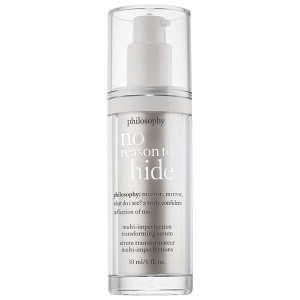 philosophy
no
reason to
hide
philosophy: mirror, mirror,
what do i see? a truly confident
reflection of me.
multi-imperfection
transforming serum
sérum transformateur
multi-imperfections
30 ml/1 fl. oz.